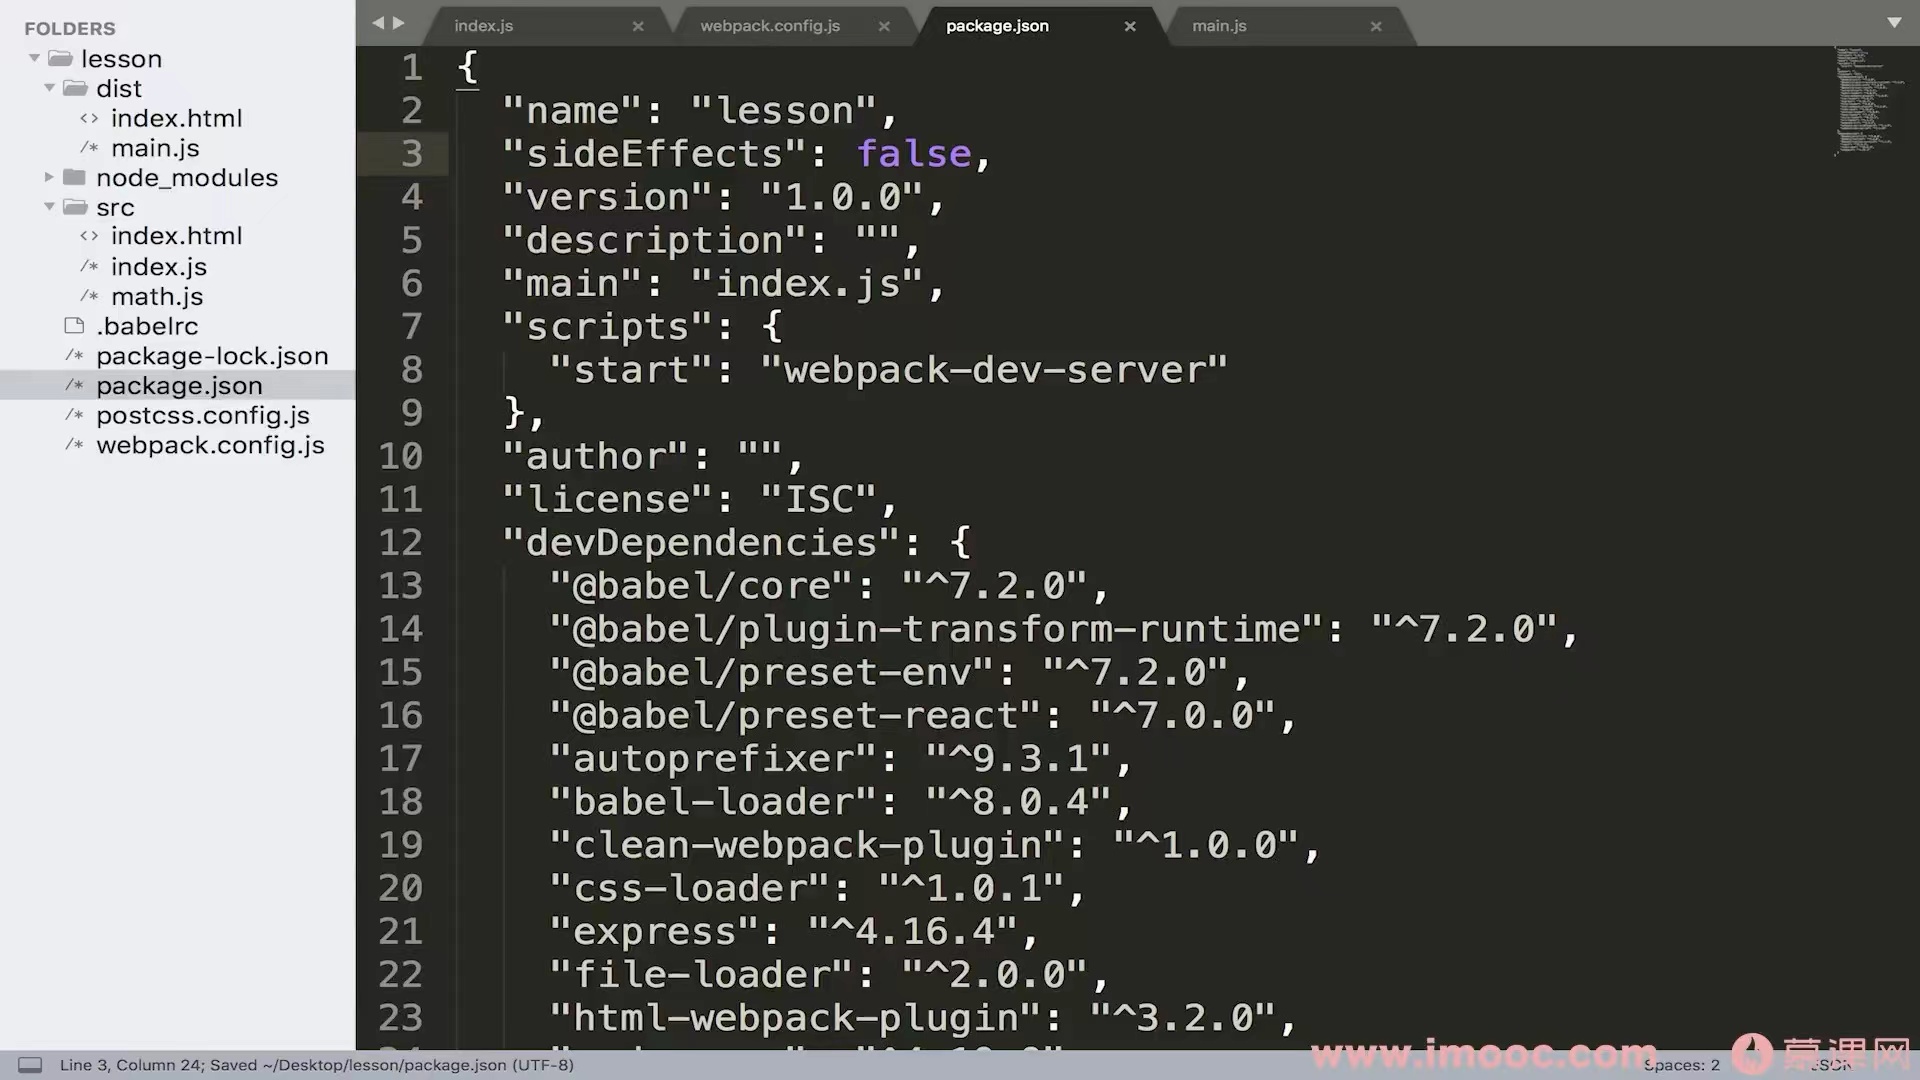 FOLDERS
lesson
dist
index.html
main.js
node_modules
src
index.html
index.js
math.js
.babelrc
package-lock.json
package.json
postcss.config.js
webpack.config.js
index.js
webpack.config.js
package.json
main.js
1 {
2 "name": "lesson",
3 "sideEffects": false,
4 "version": "1.0.0",
5 "description": "",
6 "main": "index.js",
7 "scripts": {
8 "start": "webpack-dev-server"
9 },
10 "author": "",
11 "license": "ISC",
12 "devDependencies": {
13 "@babel/core": "^7.2.0",
14 "@babel/plugin-transform-runtime": "^7.2.0",
15 "@babel/preset-env": "^7.2.0",
16 "@babel/preset-react": "^7.0.0",
17 "autoprefixer": "^9.3.1",
18 "babel-loader": "^8.0.4",
19 "clean-webpack-plugin": "^1.0.0",
20 "css-loader": "^1.0.1",
21 "express": "^4.16.4",
22 "file-loader": "^2.0.0",
23 "html-webpack-plugin": "^3.2.0",
Line 3, Column 24; Saved ~/Desktop/lesson/package.json (UTF-8)
Spaces: 2
JSON
www.imooc.com
慕课网